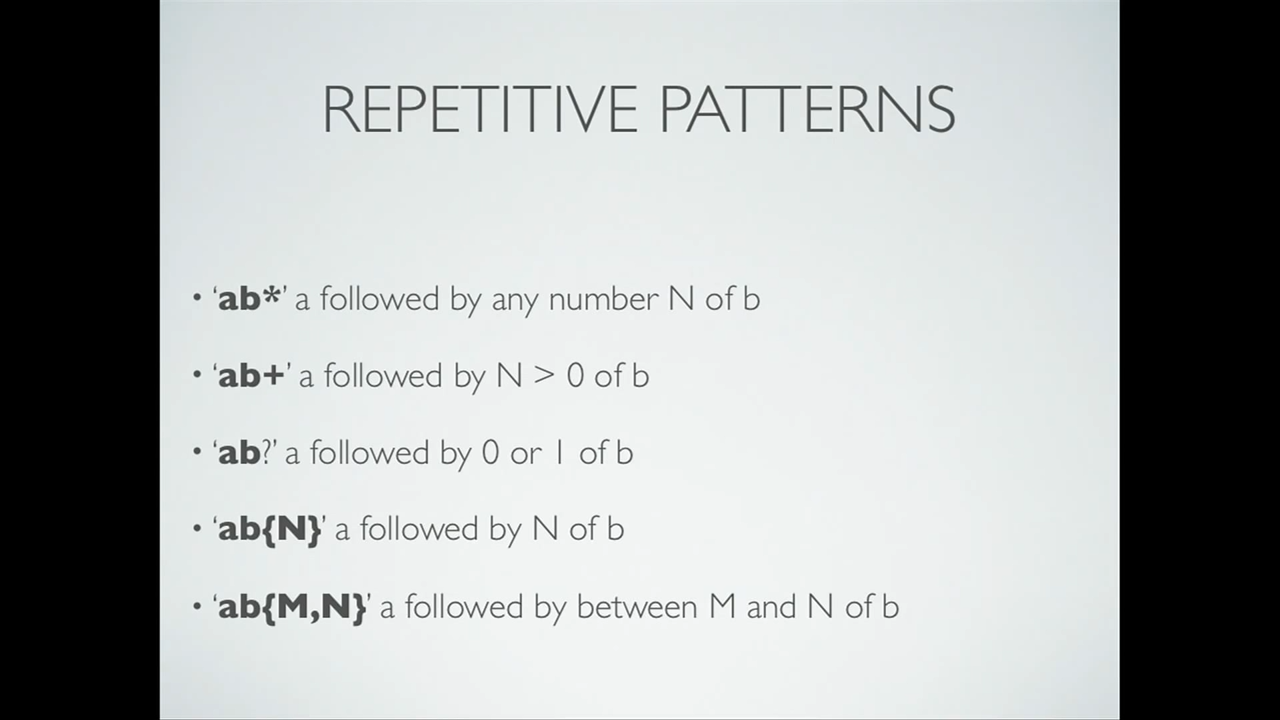 REPETITIVE PATTERNS
• ‘ab*’ a followed by any number N of b
• ‘ab+’ a followed by N > 0 of b
• ‘ab?’ a followed by 0 or 1 of b
• ‘ab{N}’ a followed by N of b
• ‘ab{M,N}’ a followed by between M and N of b